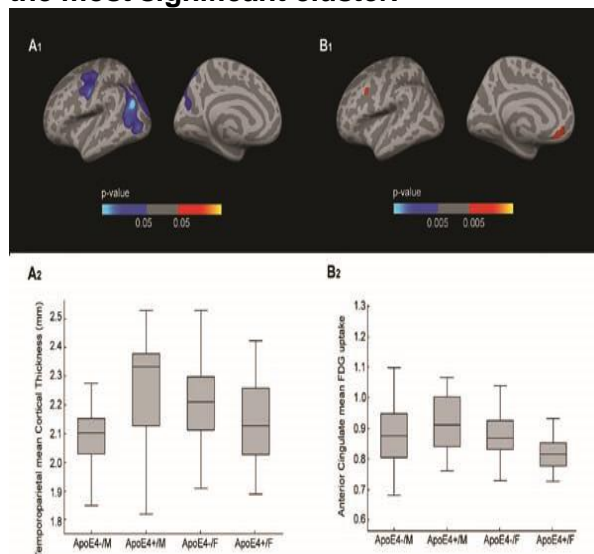 the most significant cluster.
A1
B1
p-value
0.05 0.05
p-value
0.005 0.005
A2
B2
Temporoparietal mean Cortical Thickness (mm)
2.5
2.4
2.3
2.2
2.1
2.0
1.9
1.8
ApoE4-/M ApoE4+/M ApoE4-/F ApoE4+/F
Anterior Cingulate mean FDG uptake
1.3
1.2
1.1
1.0
0.9
0.8
0.7
0.6
ApoE4-/M ApoE4+/M ApoE4-/F ApoE4+/F